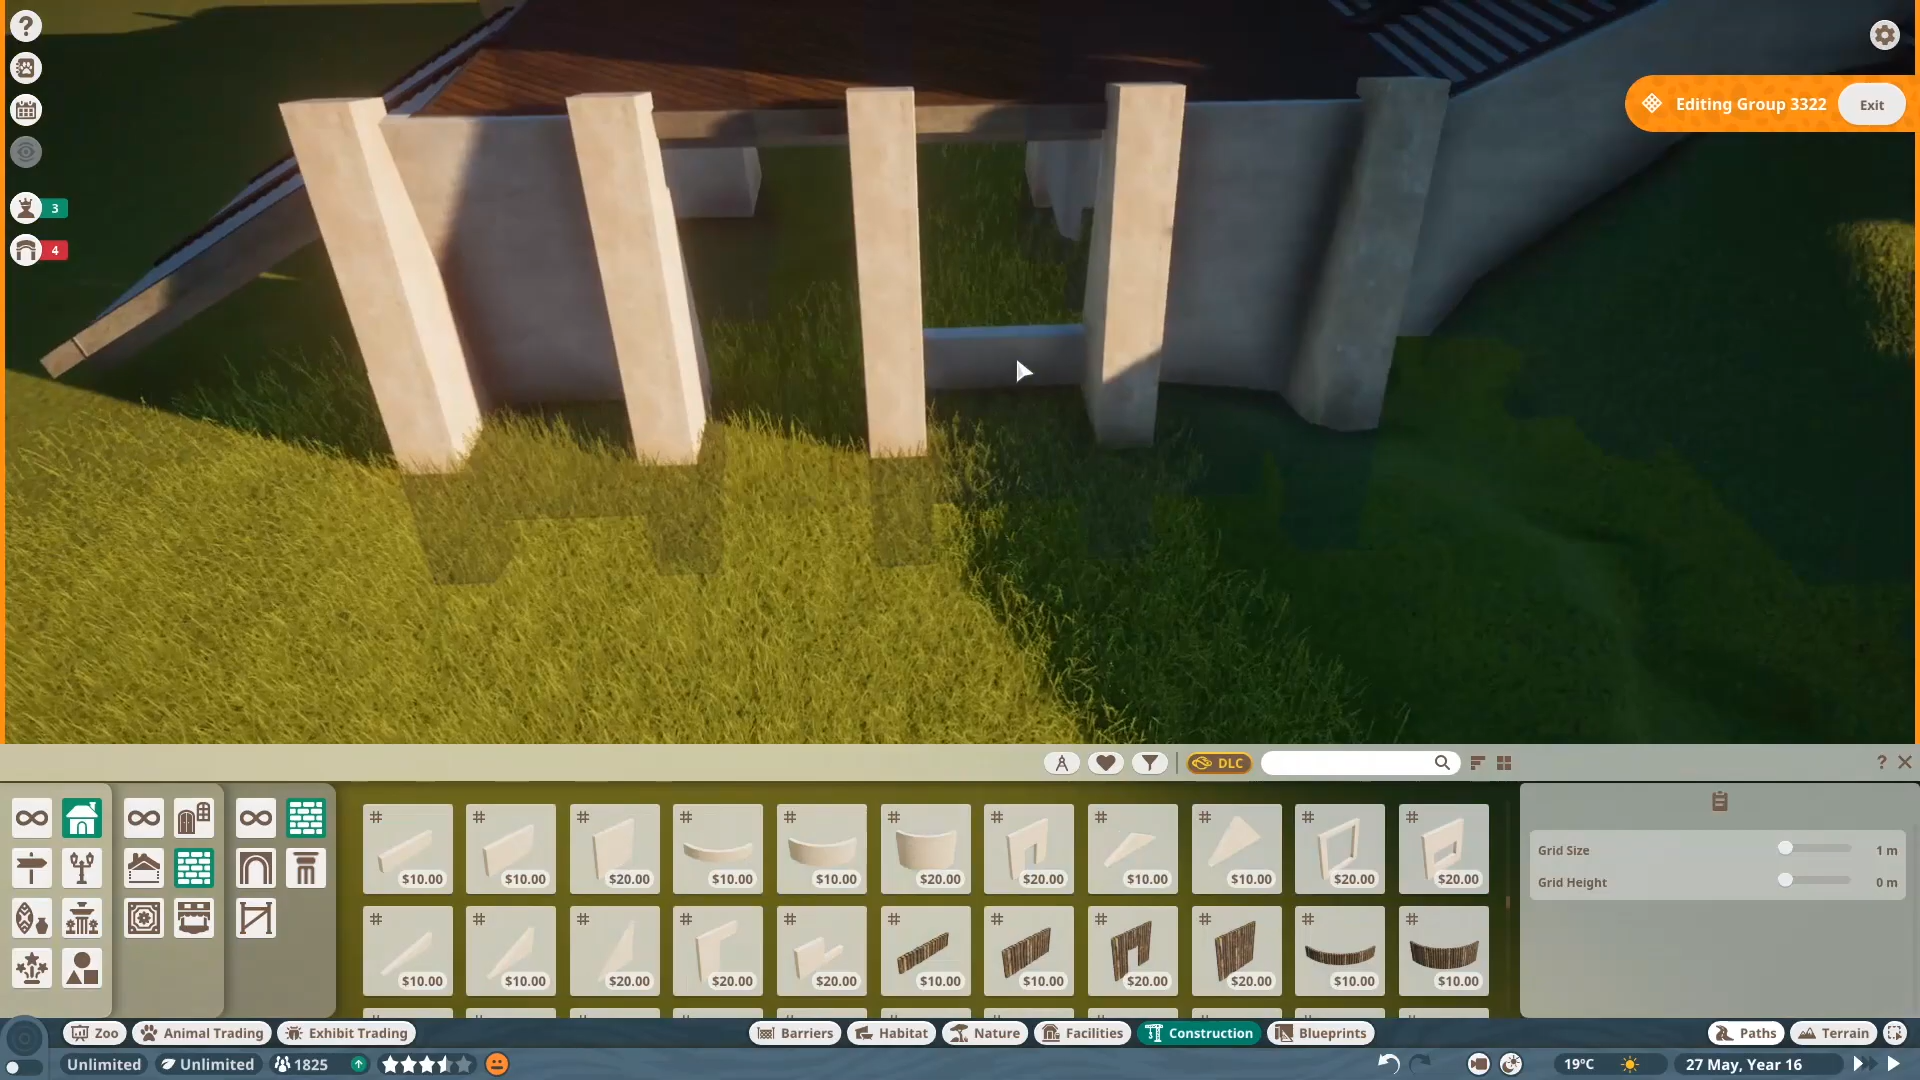 ?
3
4
Editing Group 3322
Exit
DLC
?
$10.00
$10.00
$20.00
$10.00
$10.00
$20.00
$20.00
$10.00
$10.00
$20.00
$20.00
$10.00
$10.00
$20.00
$20.00
$20.00
$10.00
$10.00
$20.00
$20.00
$10.00
$10.00
Grid Size
1 m
Grid Height
0 m
Zoo
Animal Trading
Exhibit Trading
Barriers
Habitat
Nature
Facilities
Construction
Blueprints
Paths
Terrain
Unlimited
Unlimited
1825
19°C
27 May, Year 16